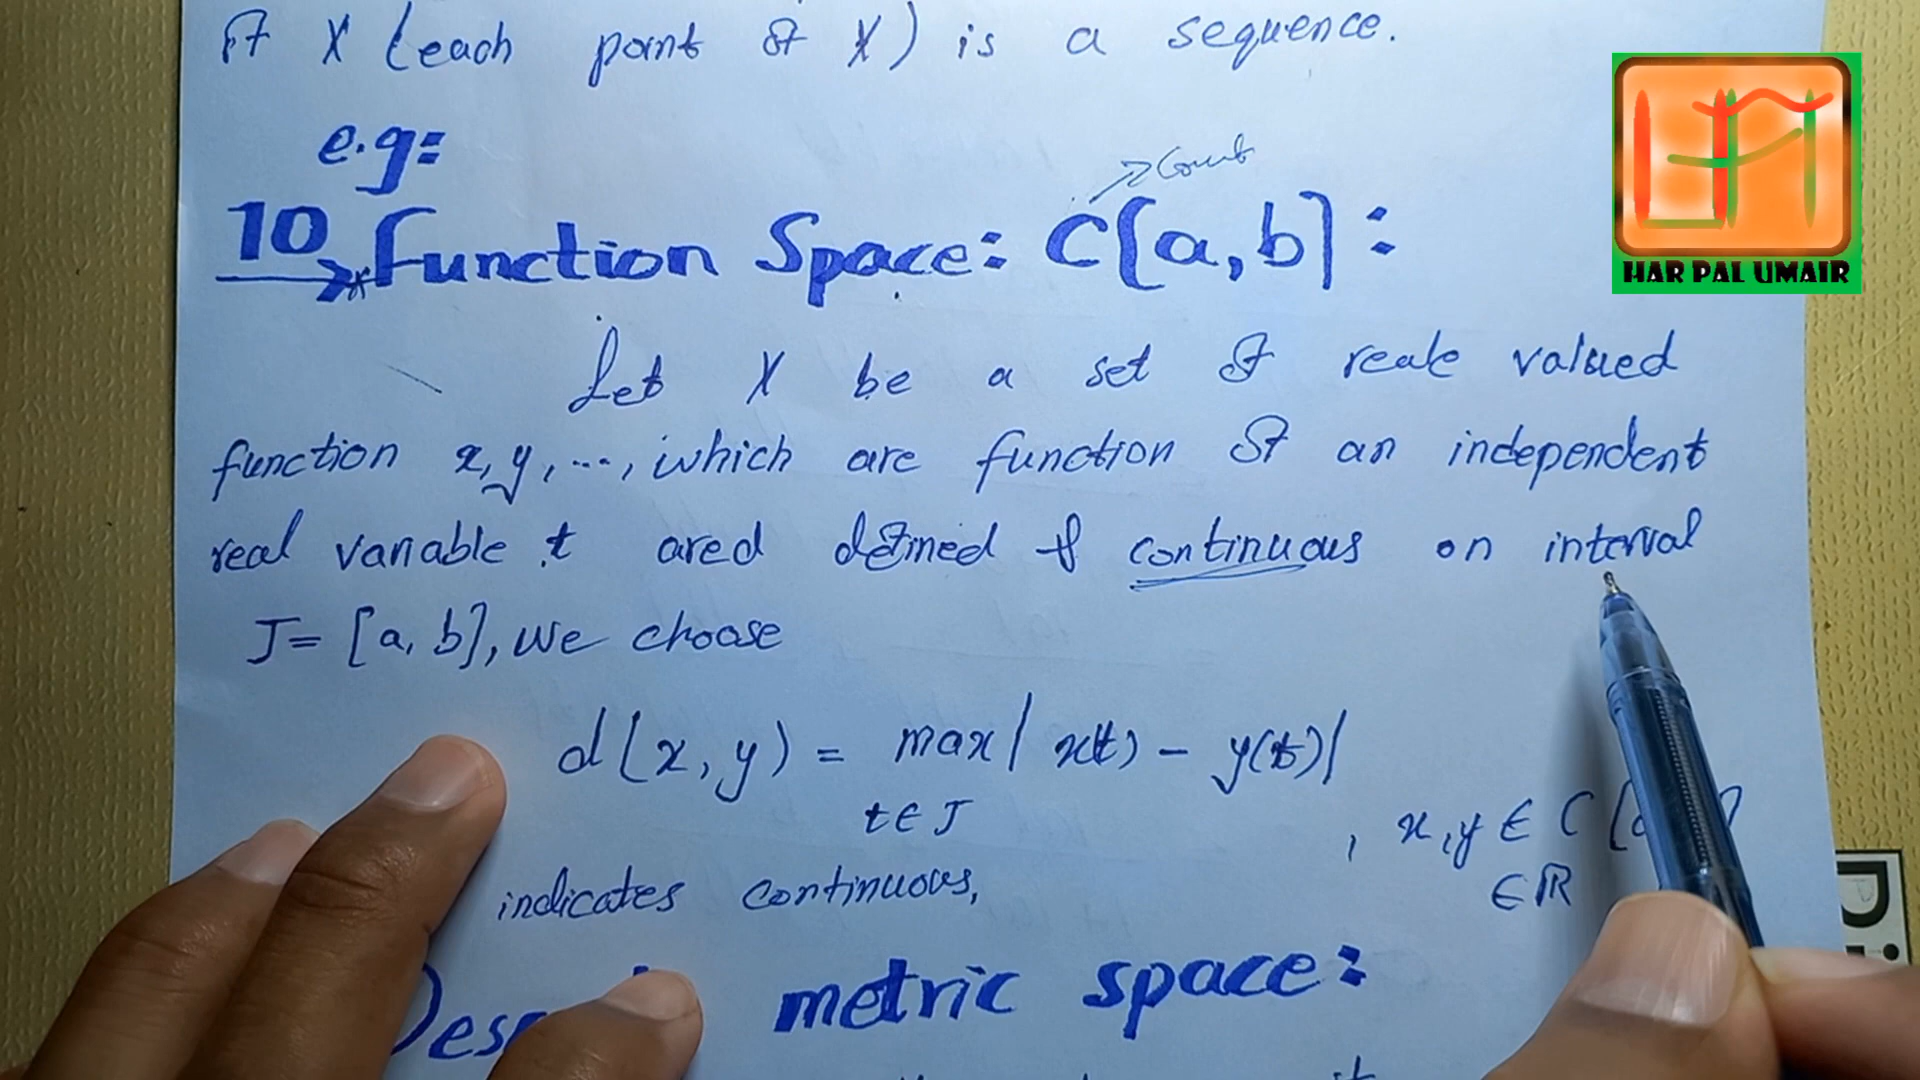 of X (each point of X) is a sequence.
e.g:
→ Cont
10 → Function Space: C[a,b]:
Let X be a set of reale valued
function x, y, ..., which are function of an independent
real variable t ared defined & continuous on interval
J = [a, b], we choose
d(x, y) = max | x(t) - y(t) |
t ∈ J
, x, y ∈ C [
∈ ℝ
indicates continuous,
metric space:
HAR PAL UMAIR